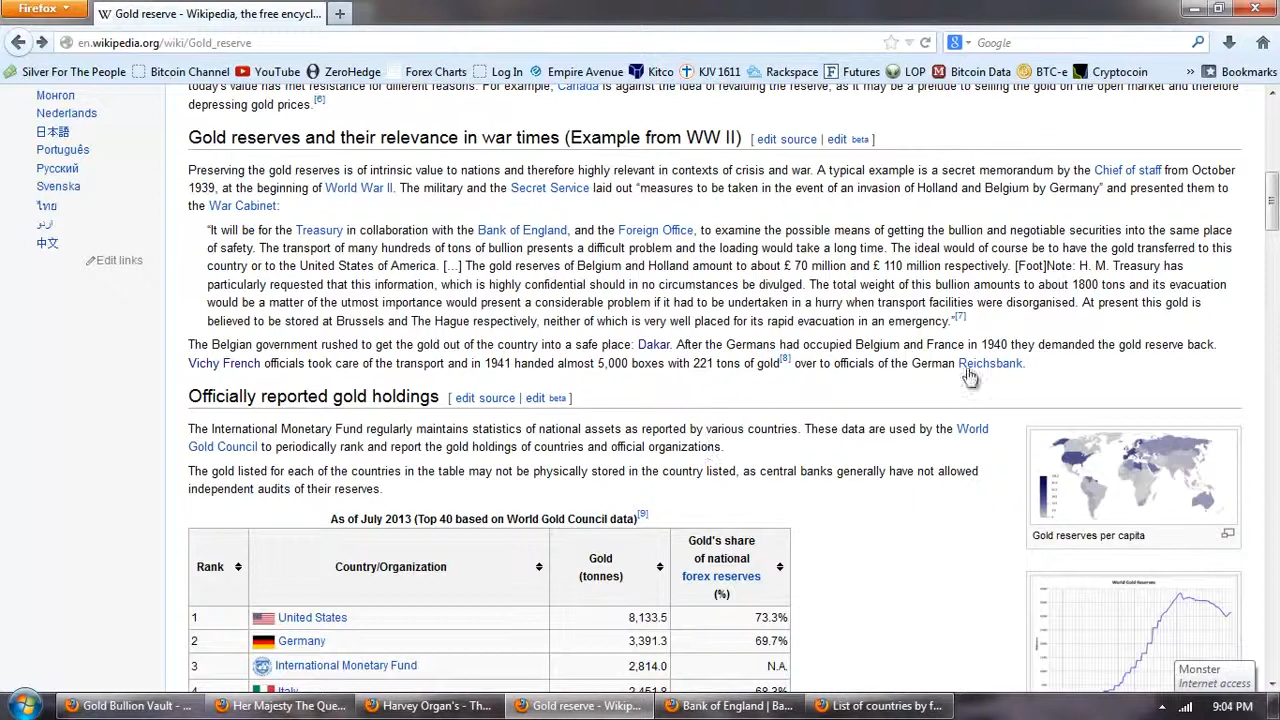 Firefox
Gold reserve - Wikipedia, the free encycl...
en.wikipedia.org/wiki/Gold_reserve
Google
Silver For The People
Bitcoin Channel
YouTube
ZeroHedge
Forex Charts
Log In
Empire Avenue
Kitco
KJV 1611
Rackspace
Futures
LOP
Bitcoin Data
BTC-e
Cryptocoin
»
Bookmarks
Монгол
Nederlands
日本語
Português
Русский
Svenska
ไทย
اردو
中文
Edit links
today's value has met resistance for different reasons. For example, Canada is against the idea of revaluing the reserve, as it may be a prelude to selling the gold on the open market and therefore
depressing gold prices.[6]
Gold reserves and their relevance in war times (Example from WW II) [ edit source | edit beta ]
Preserving the gold reserves is of intrinsic value to nations and therefore highly relevant in contexts of crisis and war. A typical example is a secret memorandum by the Chief of staff from October
1939, at the beginning of World War II. The military and the Secret Service laid out “measures to be taken in the event of an invasion of Holland and Belgium by Germany” and presented them to
the War Cabinet:
“It will be for the Treasury in collaboration with the Bank of England, and the Foreign Office, to examine the possible means of getting the bullion and negotiable securities into the same place
of safety. The transport of many hundreds of tons of bullion presents a difficult problem and the loading would take a long time. The ideal would of course be to have the gold transferred to this
country or to the United States of America. […] The gold reserves of Belgium and Holland amount to about £ 70 million and £ 110 million respectively. [Foot]Note: H. M. Treasury has
particularly requested that this information, which is highly confidential should in no circumstances be divulged. The total weight of this bullion amounts to about 1800 tons and its evacuation
would be a matter of the utmost importance would present a considerable problem if it had to be undertaken in a hurry when transport facilities were disorganised. At present this gold is
believed to be stored at Brussels and The Hague respectively, neither of which is very well placed for its rapid evacuation in an emergency.”[7]
The Belgian government rushed to get the gold out of the country into a safe place: Dakar. After the Germans had occupied Belgium and France in 1940 they demanded the gold reserve back.
Vichy French officials took care of the transport and in 1941 handed almost 5,000 boxes with 221 tons of gold[8] over to officials of the German Reichsbank.
Officially reported gold holdings [ edit source | edit beta ]
The International Monetary Fund regularly maintains statistics of national assets as reported by various countries. These data are used by the World
Gold Council to periodically rank and report the gold holdings of countries and official organizations.
The gold listed for each of the countries in the table may not be physically stored in the country listed, as central banks generally have not allowed
independent audits of their reserves.
As of July 2013 (Top 40 based on World Gold Council data)[9]
Rank
Country/Organization
Gold
(tonnes)
Gold's share
of national
forex reserves
(%)
1 United States 8,133.5 73.3%
2 Germany 3,391.3 69.7%
3 International Monetary Fund 2,814.0 N.A.
4 Italy 2,451.8 68.3%
Gold reserves per capita
World Gold Reserves
Monster
Internet access
Gold Bullion Vault - ...
Her Majesty The Que...
Harvey Organ's - Th...
Gold reserve - Wikip...
Bank of England | Ba...
List of countries by f...
9:04 PM